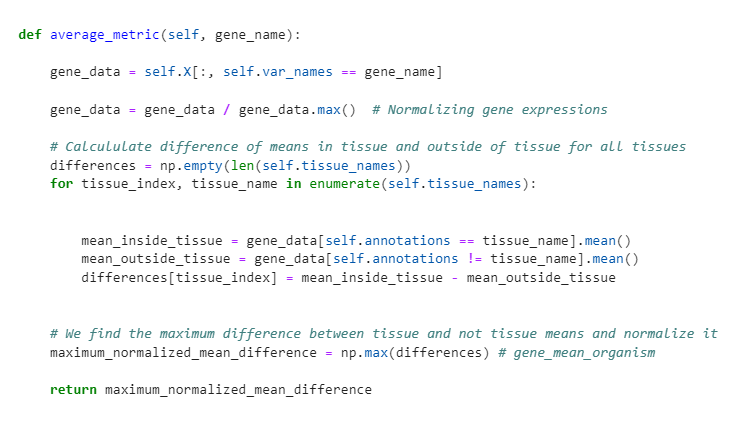 def average_metric(self, gene_name):
gene_data = self.X[:, self.var_names == gene_name]
gene_data = gene_data / gene_data.max()  # Normalizing gene expressions
# Calcululate difference of means in tissue and outside of tissue for all tissues
differences = np.empty(len(self.tissue_names))
for tissue_index, tissue_name in enumerate(self.tissue_names):
mean_inside_tissue = gene_data[self.annotations == tissue_name].mean()
mean_outside_tissue = gene_data[self.annotations != tissue_name].mean()
differences[tissue_index] = mean_inside_tissue - mean_outside_tissue
# We find the maximum difference between tissue and not tissue means and normalize it
maximum_normalized_mean_difference = np.max(differences) # gene_mean_organism
return maximum_normalized_mean_difference